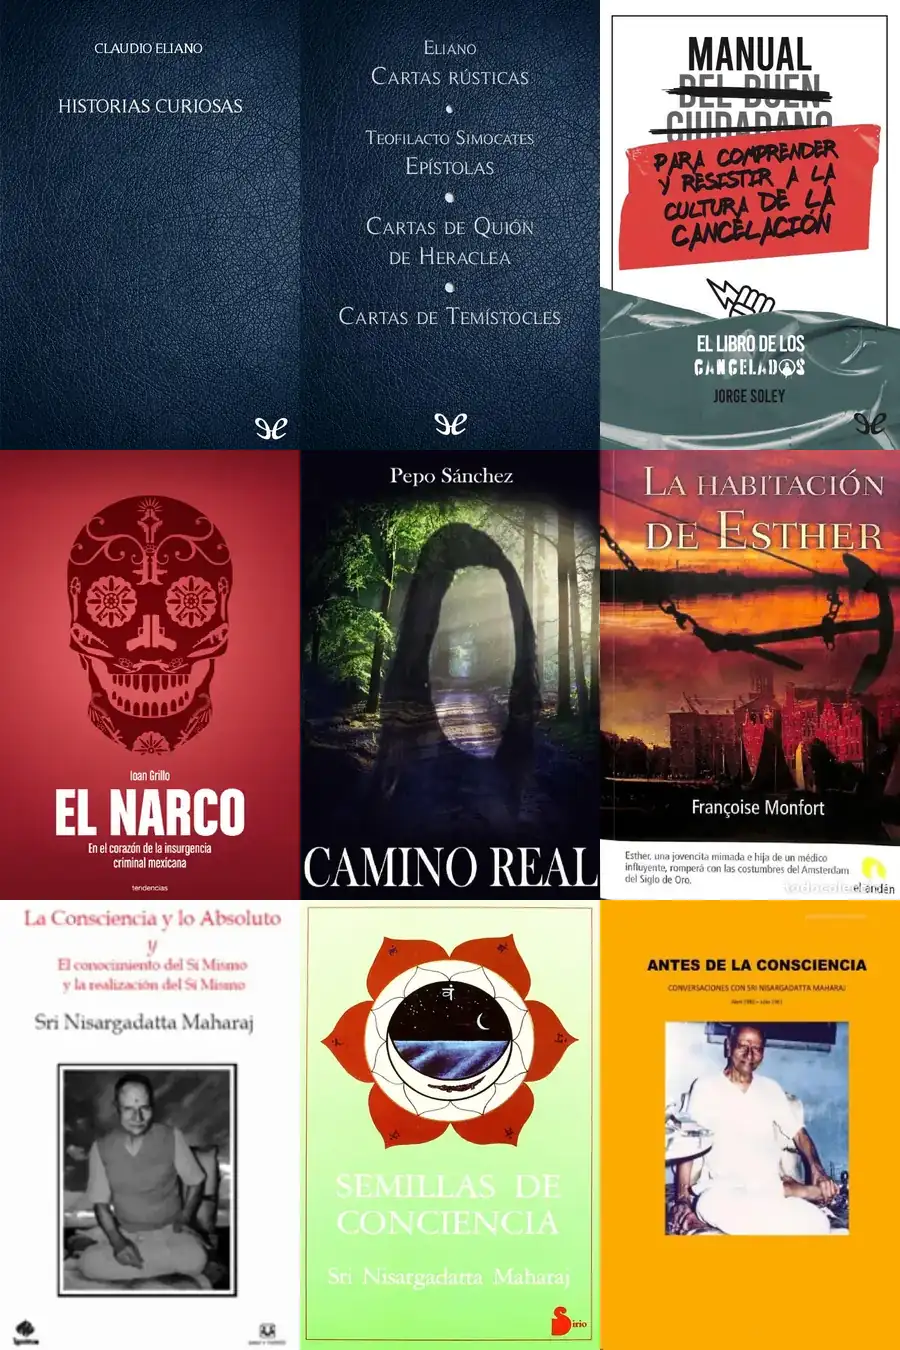 CLAUDIO ELIANO
HISTORIAS CURIOSAS
ELIANO
CARTAS RÚSTICAS
TEOFILACTO SIMOCATES
EPÍSTOLAS
CARTAS DE QUIÓN
DE HERACLEA
CARTAS DE TEMÍSTOCLES
MANUAL
DEL BUEN
CIUDADANO
PARA COMPRENDER
Y RESISTIR A LA
CULTURA DE LA
CANCELACIÓN
EL LIBRO DE LOS
CANCELADOS
JORGE SOLEY
Ioan Grillo
EL NARCO
En el corazón de la insurgencia
criminal mexicana
tendencias
Pepo Sánchez
CAMINO REAL
LA HABITACIÓN
DE ESTHER
Françoise Monfort
Esther, una jovencita mimada e hija de un médico
influyente, romperá con las costumbres del Amsterdam
del Siglo de Oro.
el andén
La Consciencia y lo Absoluto
y
El conocimiento del Sí Mismo
y la realización del Sí Mismo
Sri Nisargadatta Maharaj
वं
SEMILLAS DE
CONCIENCIA
Sri Nisargadatta Maharaj
Sirio
ANTES DE LA CONSCIENCIA
CONVERSACIONES CON SRI NISARGADATTA MAHARAJ